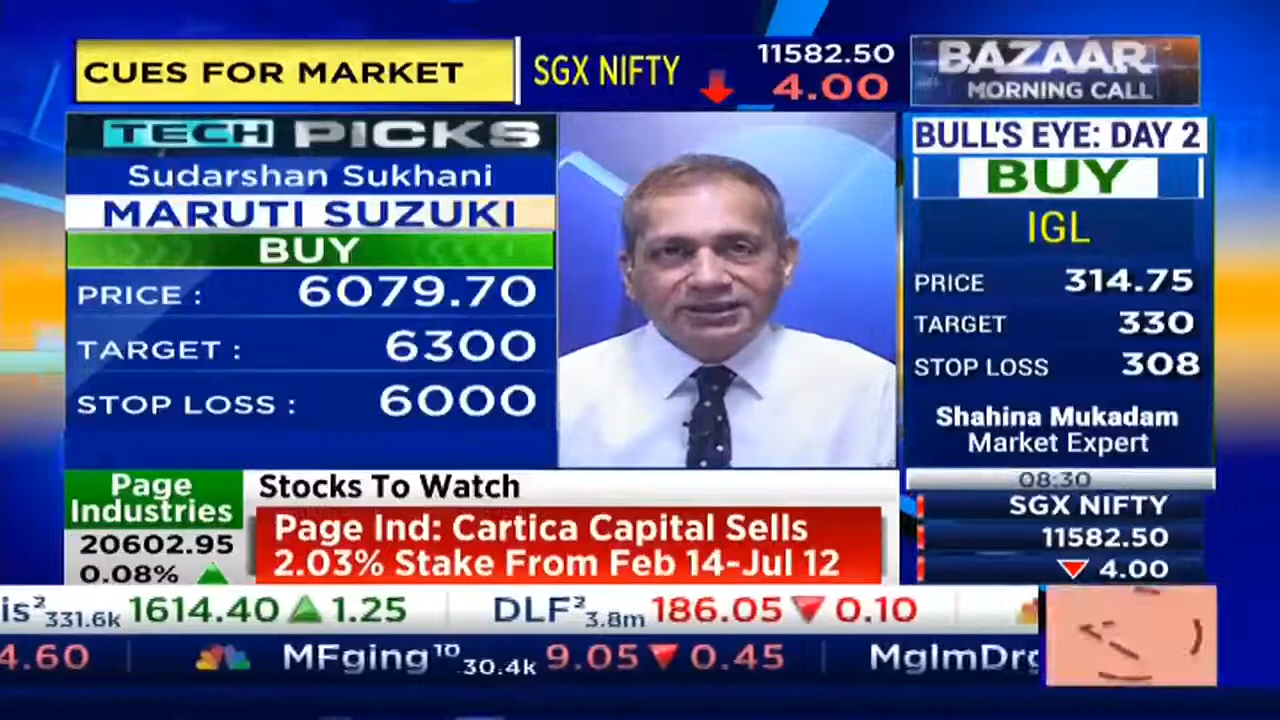 CUES FOR MARKET
SGX NIFTY
11582.50
4.00
BAZAAR
MORNING CALL
TECH PICKS
Sudarshan Sukhani
MARUTI SUZUKI
BUY
PRICE : 6079.70
TARGET : 6300
STOP LOSS : 6000
BULL'S EYE: DAY 2
BUY
IGL
PRICE 314.75
TARGET 330
STOP LOSS 308
Shahina Mukadam
Market Expert
08:30
SGX NIFTY
11582.50
4.00
Page
Industries
20602.95
0.08%
Stocks To Watch
Page Ind: Cartica Capital Sells
2.03% Stake From Feb 14-Jul 12
is² 331.6k 1614.40 1.25 DLF² 3.8m 186.05 0.10
4.60 MFging¹⁰ 30.4k 9.05 0.45 MglmDrg